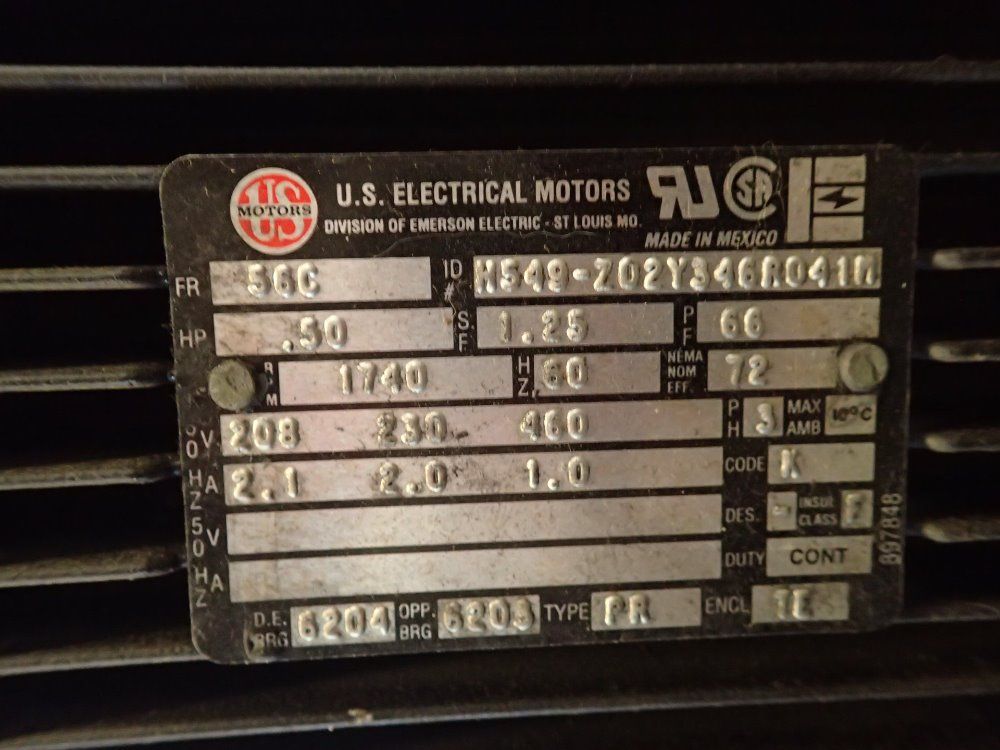 US MOTORS
U.S. ELECTRICAL MOTORS
DIVISION OF EMERSON ELECTRIC - ST LOUIS MO.
MADE IN MEXICO
FR 56C ID # H549-Z02Y346R041M
HP .50 S.F. 1.25 PF 66
RPM 1740 HZ 60 NEMA NOM EFF. 72
60 HZ V 208 230 460 PH 3 MAX AMB
A 2.1 2.0 1.0 CODE K
50 HZ V DES. - INSUL CLASS
A DUTY CONT
D.E. BRG 6204 OPP. BRG 6203 TYPE PR ENCL TE
897848